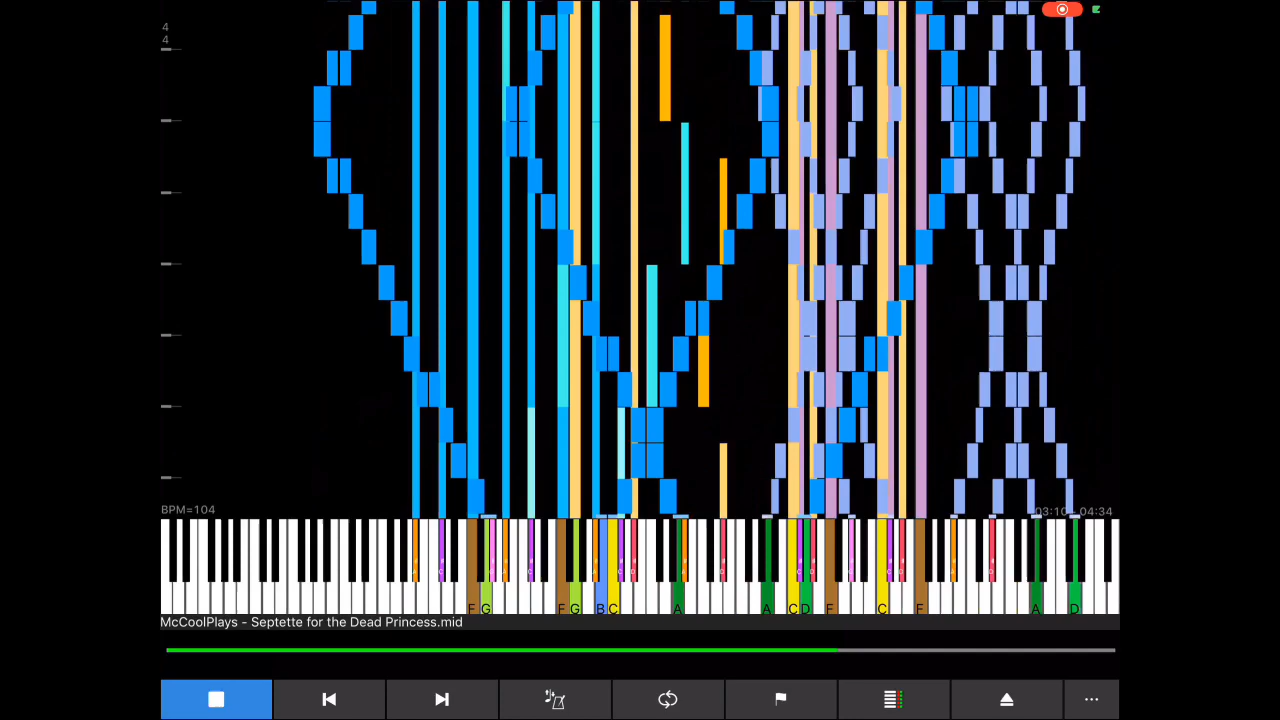 4
4
BPM=104
03:10 - 04:34
F G F G B C A A C D F C F A D
McCoolPlays - Septette for the Dead Princess.mid